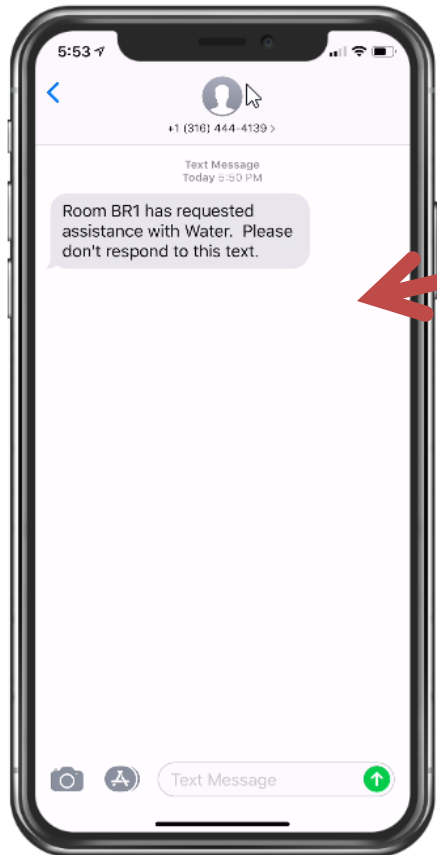 5:53
+1 (316) 444-4139 >
Text Message
Today 5:50 PM
Room BR1 has requested
assistance with Water.  Please
don't respond to this text.
Text Message